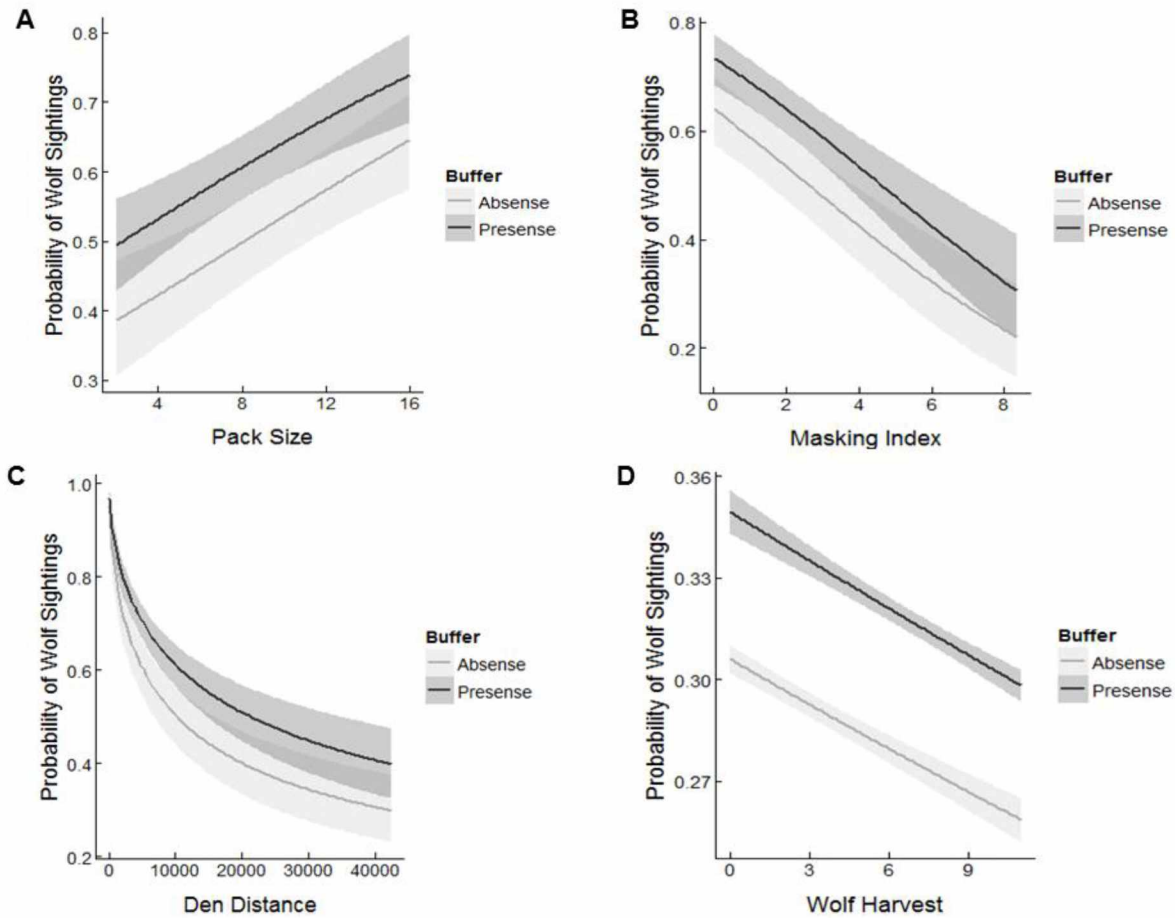 A
Probability of Wolf Sightings
0.8
0.7
0.6
0.5
0.4
0.3
4 8 12 16
Pack Size
Buffer
Absense
Presense
B
Probability of Wolf Sightings
0.8
0.6
0.4
0.2
0 2 4 6 8
Masking Index
Buffer
Absense
Presense
C
Probability of Wolf Sightings
1.0
0.8
0.6
0.4
0.2
0 10000 20000 30000 40000
Den Distance
Buffer
Absense
Presense
D
Probability of Wolf Sightings
0.36
0.33
0.30
0.27
0 3 6 9
Wolf Harvest
Buffer
Absense
Presense